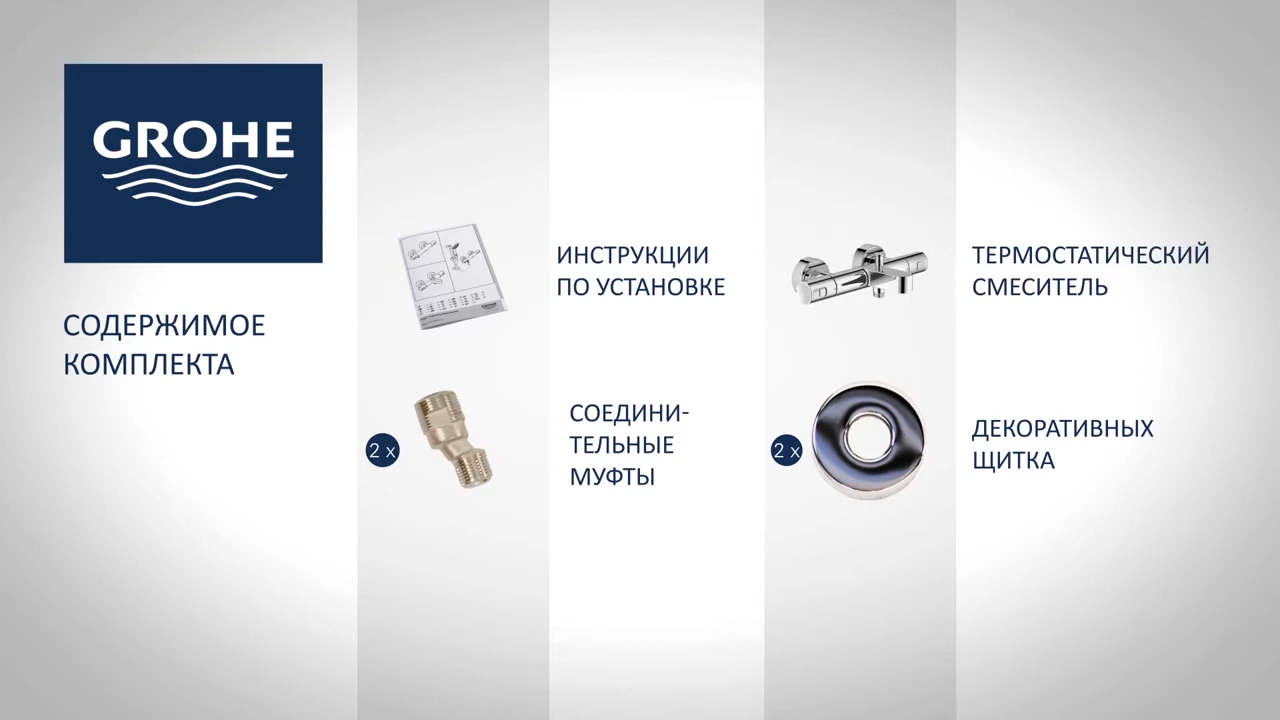 GROHE
СОДЕРЖИМОЕ
КОМПЛЕКТА
ИНСТРУКЦИИ
ПО УСТАНОВКЕ
ТЕРМОСТАТИЧЕСКИЙ
СМЕСИТЕЛЬ
2 x
СОЕДИНИ-
ТЕЛЬНЫЕ
МУФТЫ
2 x
ДЕКОРАТИВНЫХ
ЩИТКА